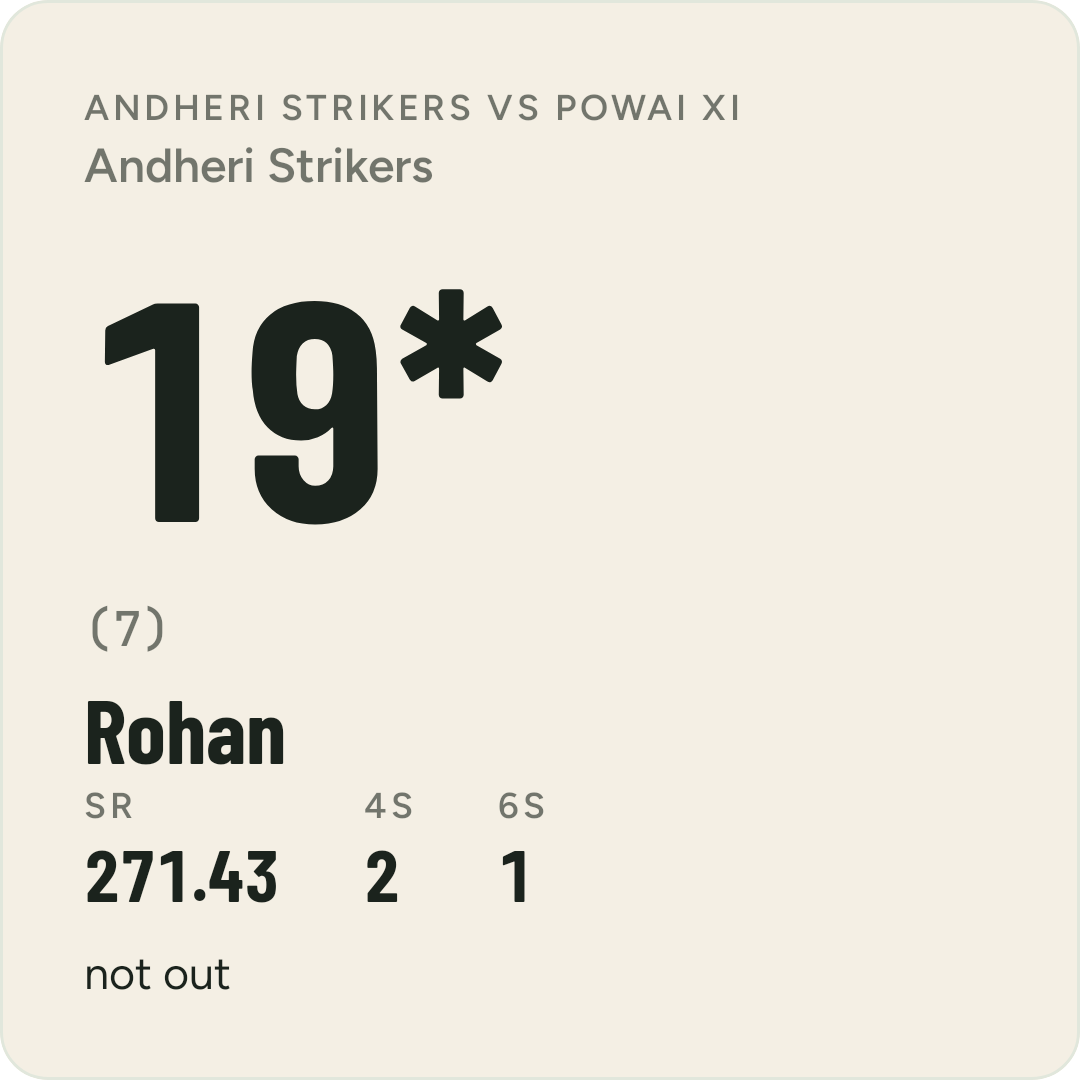 ANDHERI STRIKERS VS POWAI XI
Andheri Strikers
19*
(7)
Rohan
SR 4S 6S
271.43 2 1
not out